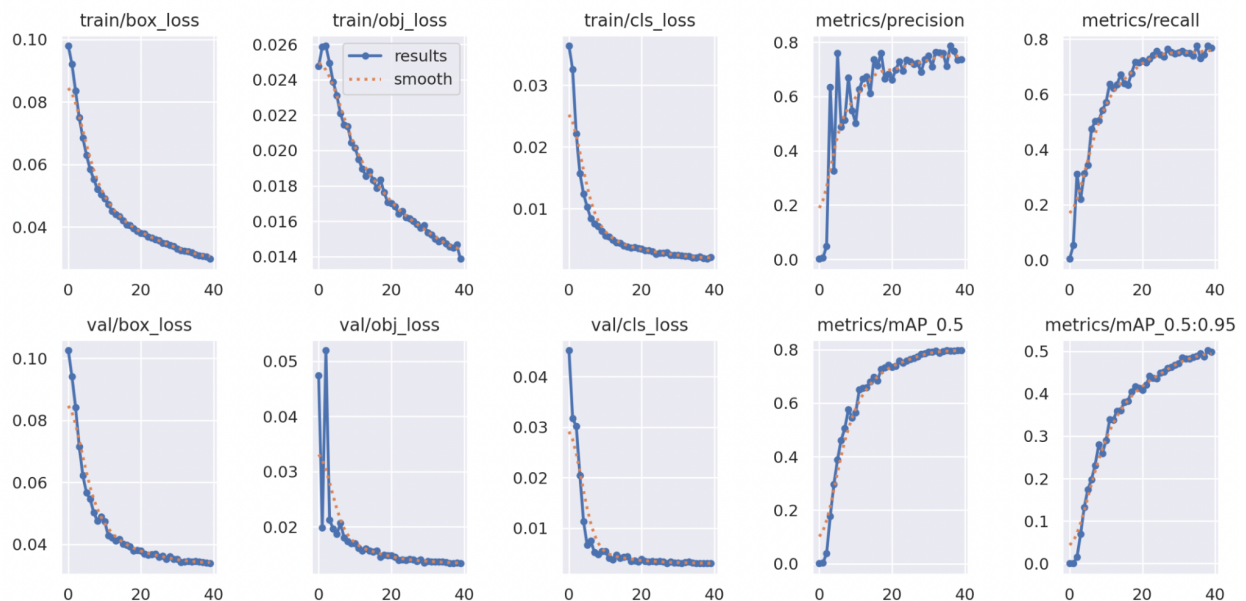 train/box_loss
0.10
0.08
0.06
0.04
0 20 40
train/obj_loss
0.026
0.024
0.022
0.020
0.018
0.016
0.014
results
smooth
0 20 40
train/cls_loss
0.03
0.02
0.01
0 20 40
metrics/precision
0.8
0.6
0.4
0.2
0.0
0 20 40
metrics/recall
0.8
0.6
0.4
0.2
0.0
0 20 40
val/box_loss
0.10
0.08
0.06
0.04
0 20 40
val/obj_loss
0.05
0.04
0.03
0.02
0 20 40
val/cls_loss
0.04
0.03
0.02
0.01
0 20 40
metrics/mAP_0.5
0.8
0.6
0.4
0.2
0.0
0 20 40
metrics/mAP_0.5:0.95
0.5
0.4
0.3
0.2
0.1
0.0
0 20 40